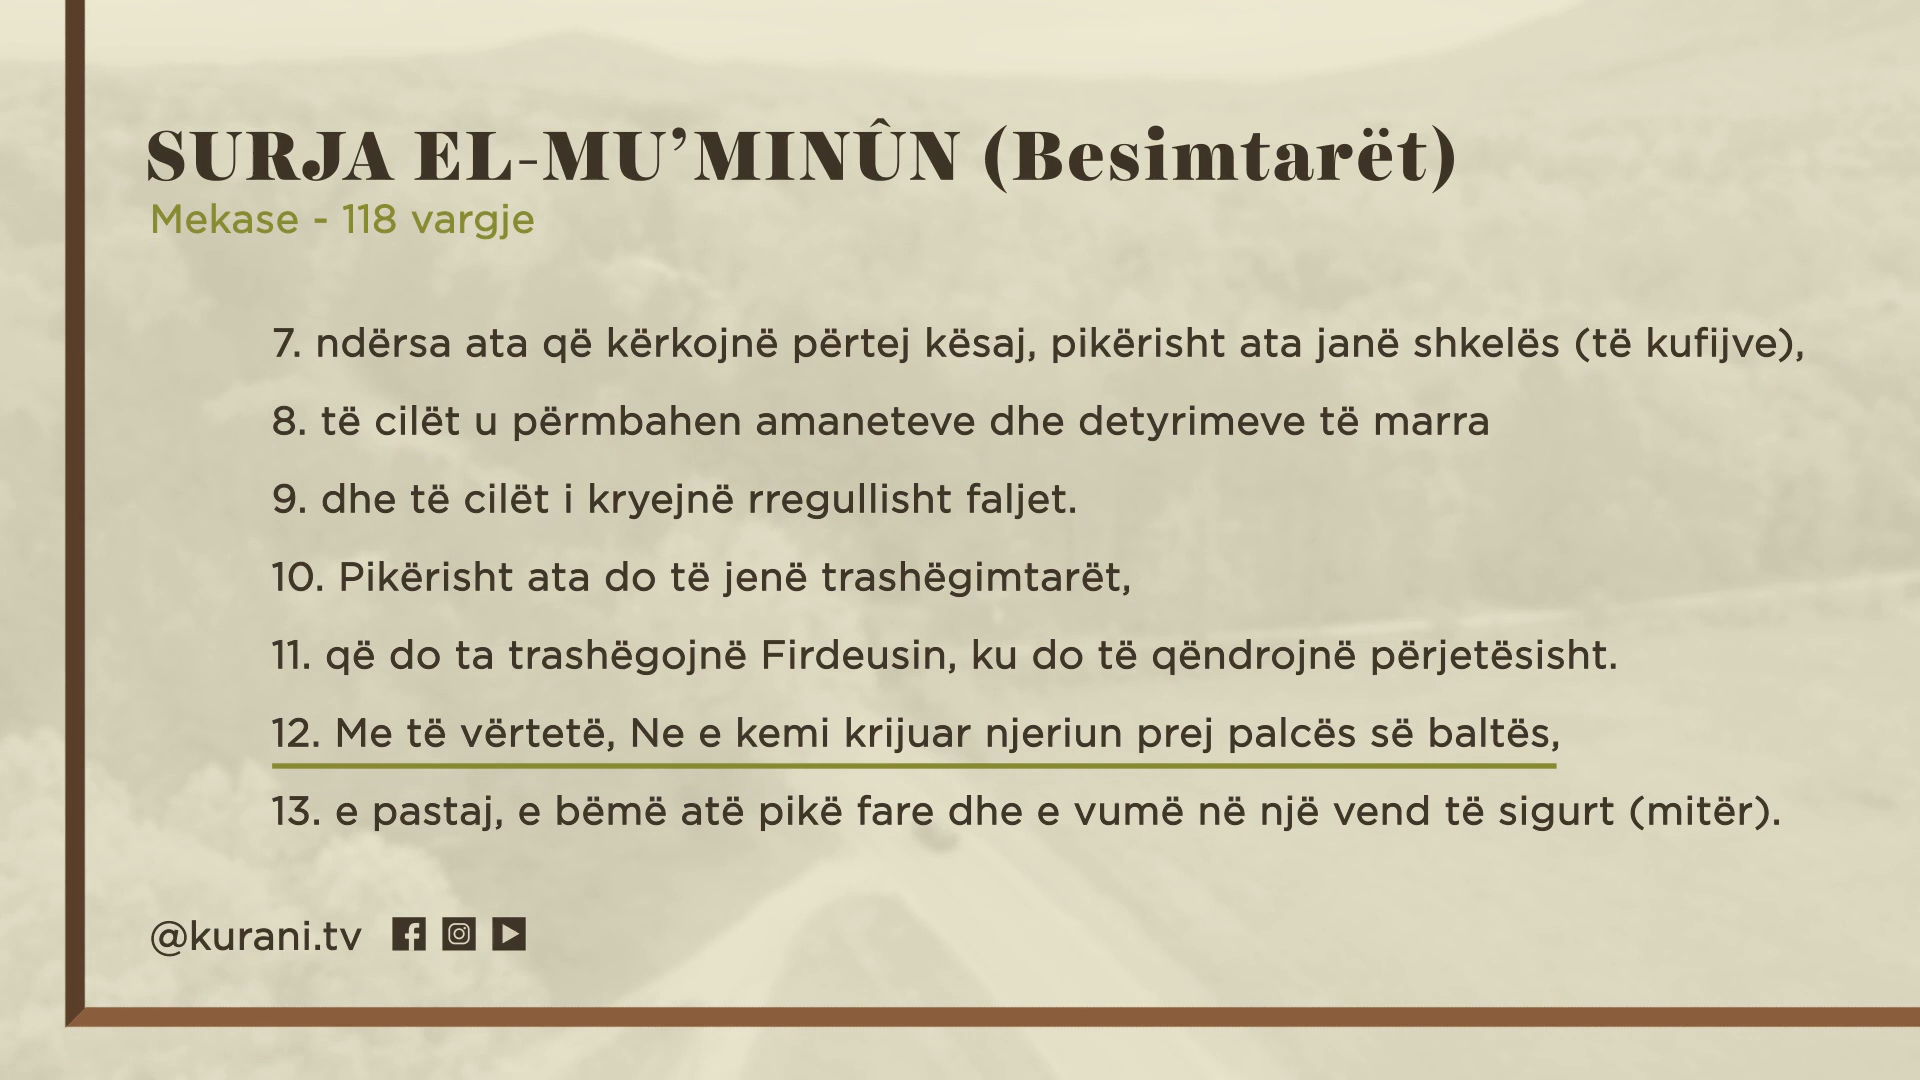 SURJA EL-MU’MINÛN (Besimtarët)
Mekase - 118 vargje
7. ndërsa ata që kërkojnë përtej kësaj, pikërisht ata janë shkelës (të kufijve),
8. të cilët u përmbahen amaneteve dhe detyrimeve të marra
9. dhe të cilët i kryejnë rregullisht faljet.
10. Pikërisht ata do të jenë trashëgimtarët,
11. që do ta trashëgojnë Firdeusin, ku do të qëndrojnë përjetësisht.
12. Me të vërtetë, Ne e kemi krijuar njeriun prej palcës së baltës,
13. e pastaj, e bëmë atë pikë fare dhe e vumë në një vend të sigurt (mitër).
@kurani.tv